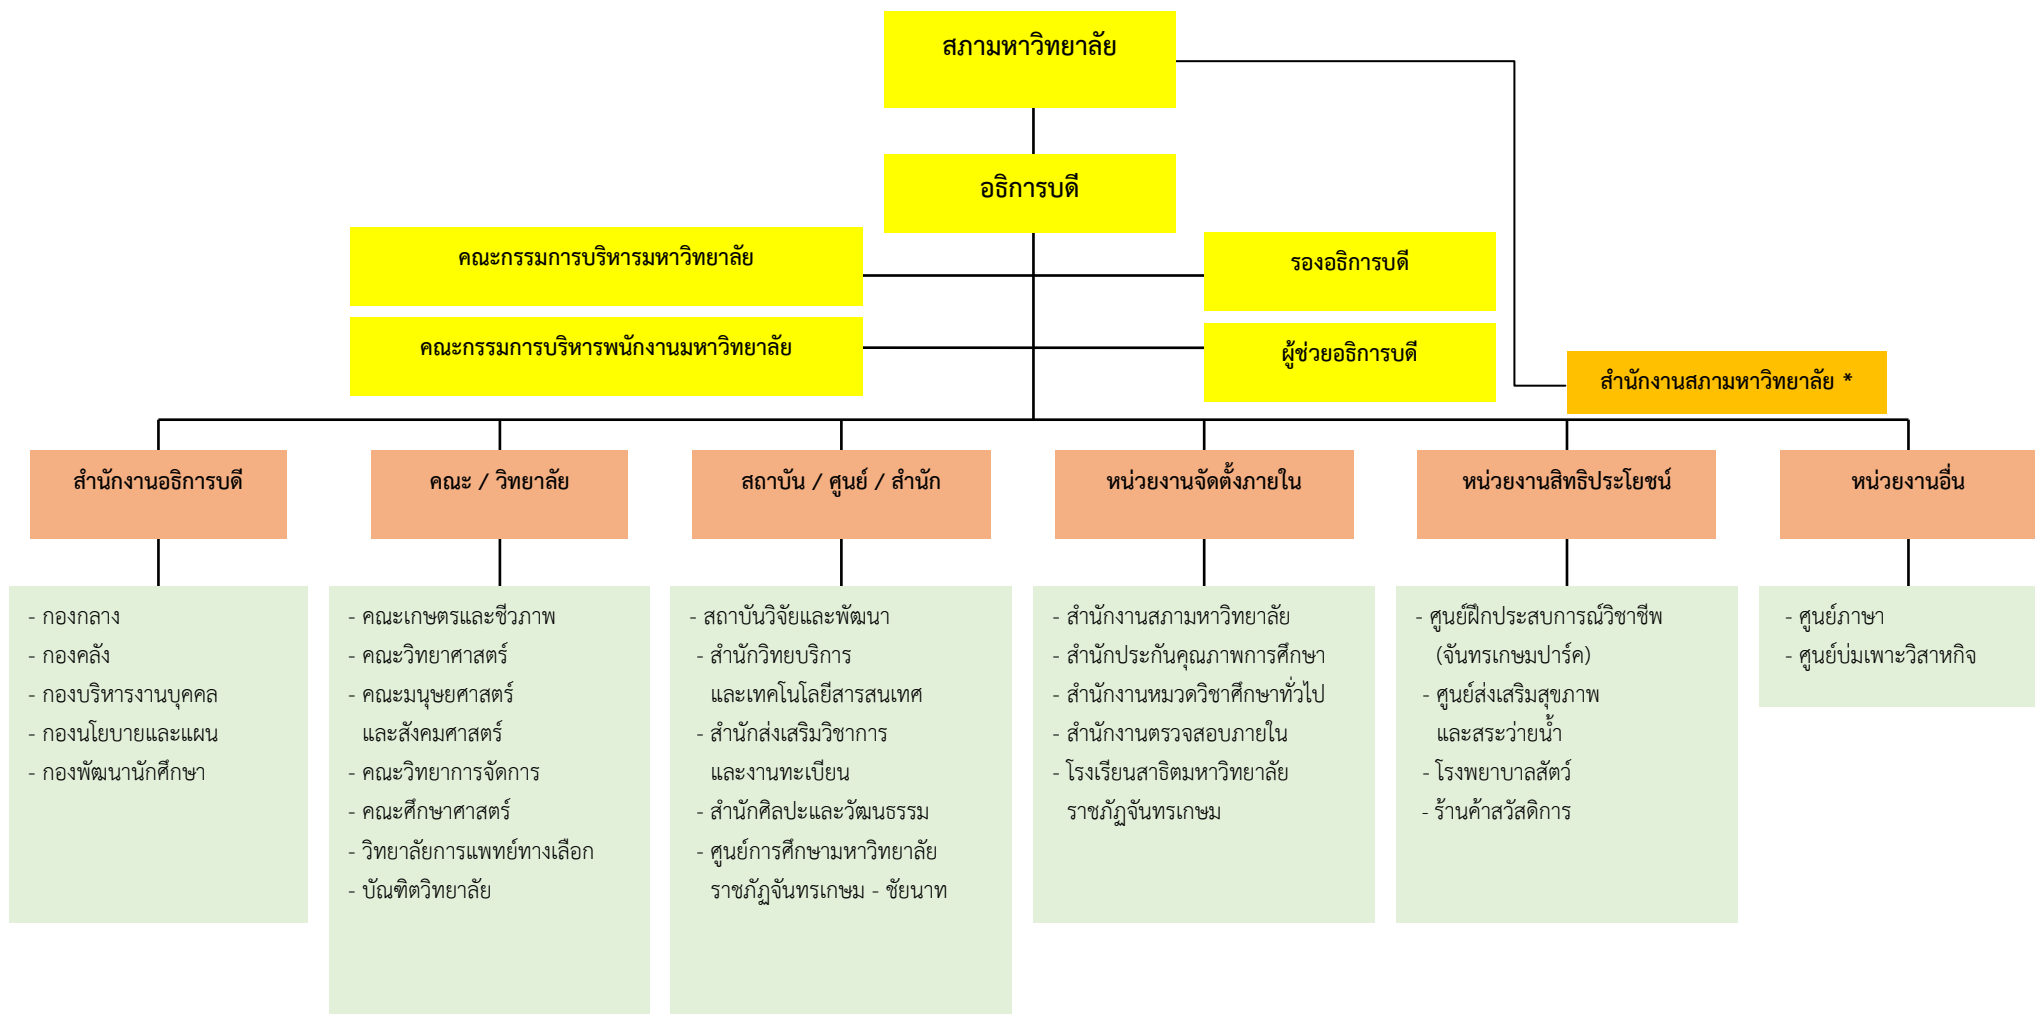 สภามหาวิทยาลัย
อธิการบดี
คณะกรรมการบริหารมหาวิทยาลัย
รองอธิการบดี
คณะกรรมการบริหารพนักงานมหาวิทยาลัย
ผู้ช่วยอธิการบดี
สำนักงานสภามหาวิทยาลัย *
สำนักงานอธิการบดี
- กองกลาง
- กองคลัง
- กองบริหารงานบุคคล
- กองนโยบายและแผน
- กองพัฒนานักศึกษา
คณะ / วิทยาลัย
- คณะเกษตรและชีวภาพ
- คณะวิทยาศาสตร์
- คณะมนุษยศาสตร์
และสังคมศาสตร์
- คณะวิทยาการจัดการ
- คณะศึกษาศาสตร์
- วิทยาลัยการแพทย์ทางเลือก
- บัณฑิตวิทยาลัย
สถาบัน / ศูนย์ / สำนัก
- สถาบันวิจัยและพัฒนา
- สำนักวิทยบริการ
และเทคโนโลยีสารสนเทศ
- สำนักส่งเสริมวิชาการ
และงานทะเบียน
- สำนักศิลปะและวัฒนธรรม
- ศูนย์การศึกษามหาวิทยาลัย
ราชภัฏจันทรเกษม - ชัยนาท
หน่วยงานจัดตั้งภายใน
- สำนักงานสภามหาวิทยาลัย
- สำนักประกันคุณภาพการศึกษา
- สำนักงานหมวดวิชาศึกษาทั่วไป
- สำนักงานตรวจสอบภายใน
- โรงเรียนสาธิตมหาวิทยาลัย
ราชภัฏจันทรเกษม
หน่วยงานสิทธิประโยชน์
- ศูนย์ฝึกประสบการณ์วิชาชีพ
(จันทรเกษมปาร์ค)
- ศูนย์ส่งเสริมสุขภาพ
และสระว่ายน้ำ
- โรงพยาบาลสัตว์
- ร้านค้าสวัสดิการ
หน่วยงานอื่น
- ศูนย์ภาษา
- ศูนย์บ่มเพาะวิสาหกิจ